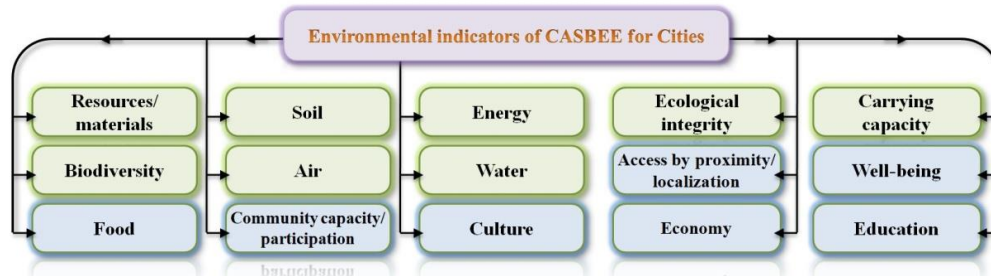 Environmental indicators of CASBEE for Cities
Resources/
materials
Soil
Energy
Ecological
integrity
Carrying
capacity
Biodiversity
Air
Water
Access by proximity/
localization
Well-being
Food
Community capacity/
participation
Culture
Economy
Education